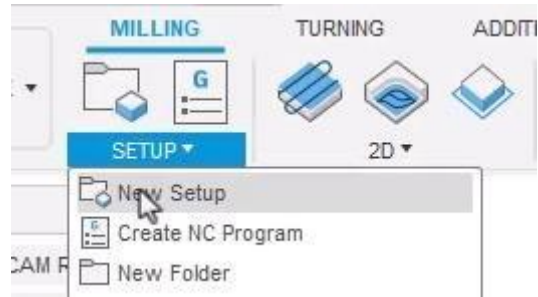 MILLING TURNING
G
SETUP 2D
New Setup
G
Create NC Program
CAM
New Folder